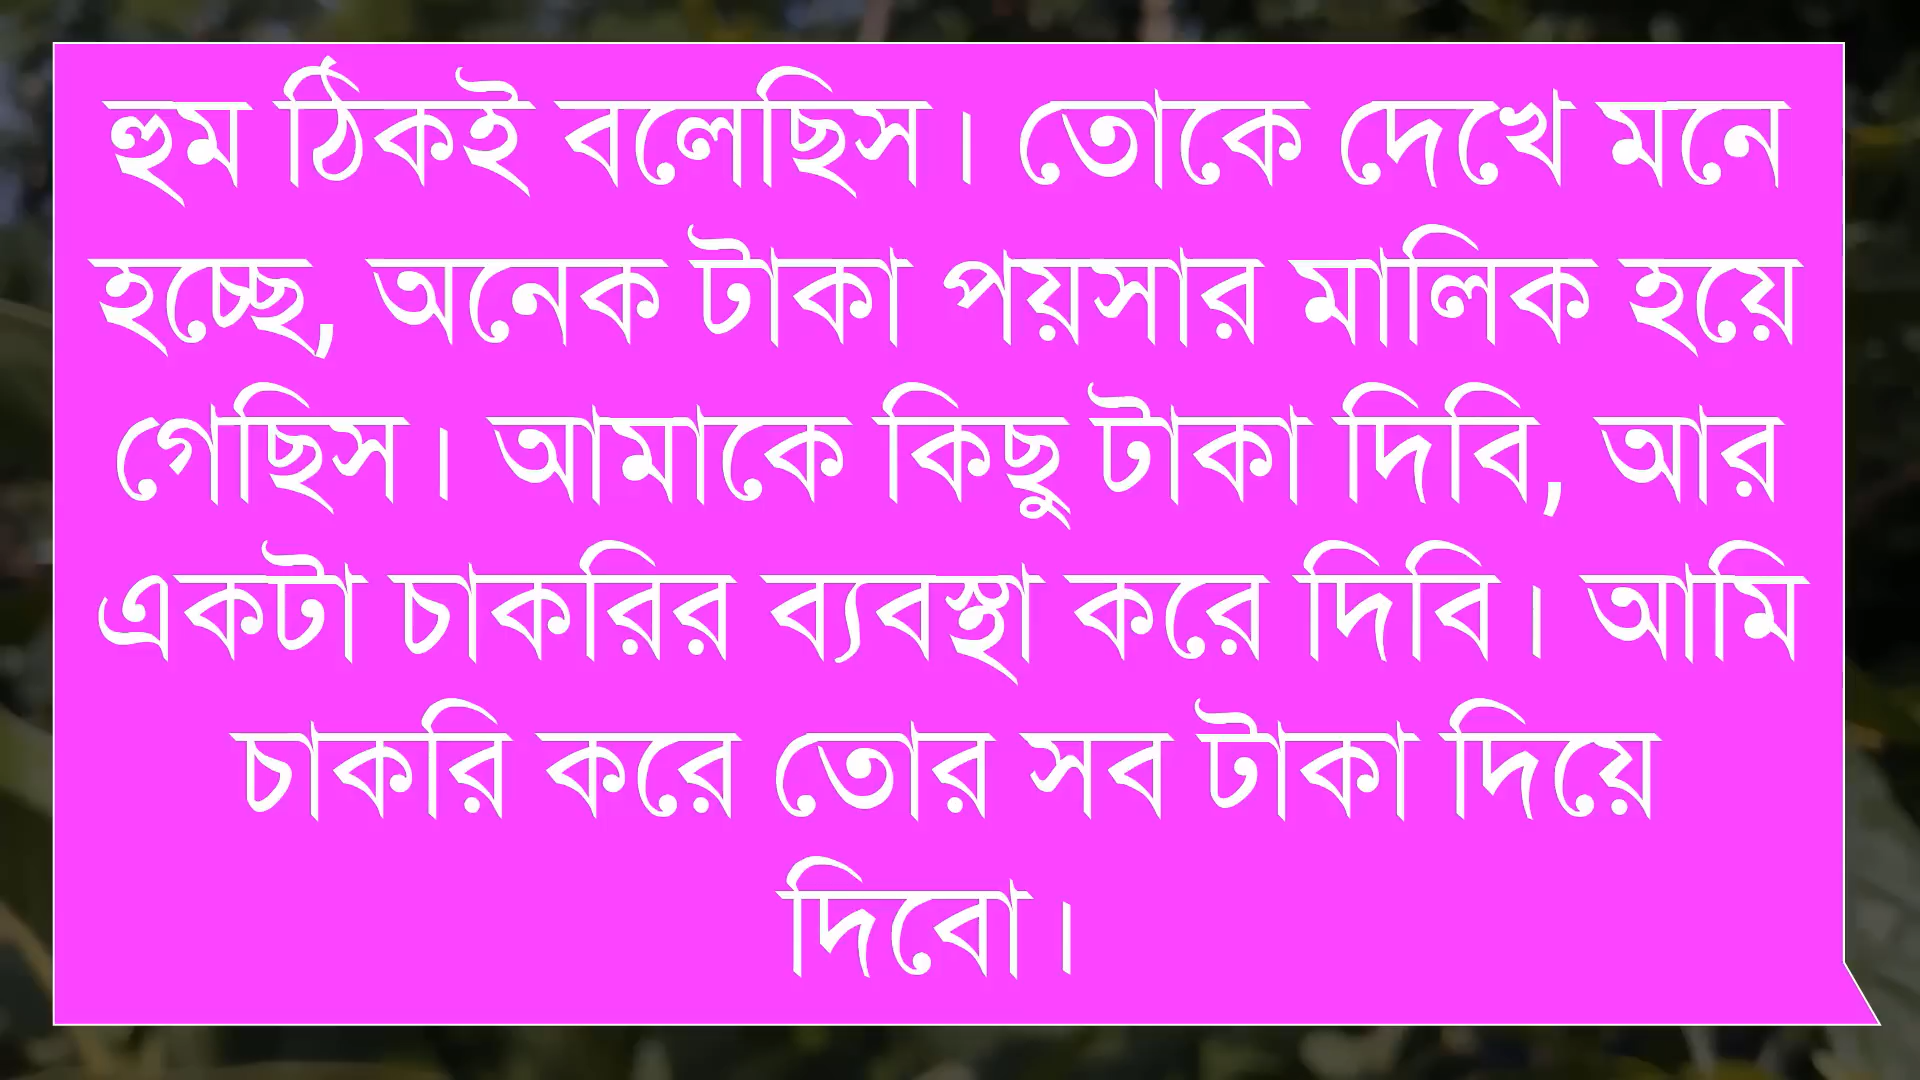 হুম ঠিকই বলেছিস। তোকে দেখে মনে
হচ্ছে, অনেক টাকা পয়সার মালিক হয়ে
গেছিস। আমাকে কিছু টাকা দিবি, আর
একটা চাকরির ব্যবস্থা করে দিবি। আমি
চাকরি করে তোর সব টাকা দিয়ে
দিবো।